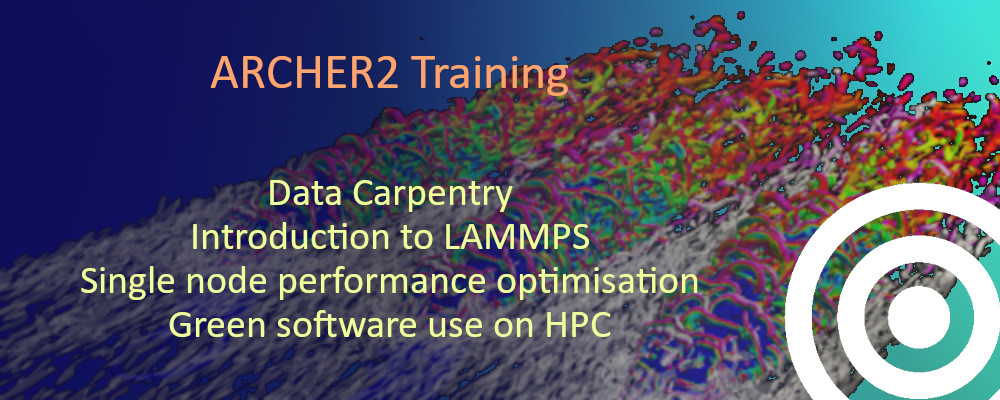 ARCHER2 Training
Data Carpentry
Introduction to LAMMPS
Single node performance optimisation
Green software use on HPC